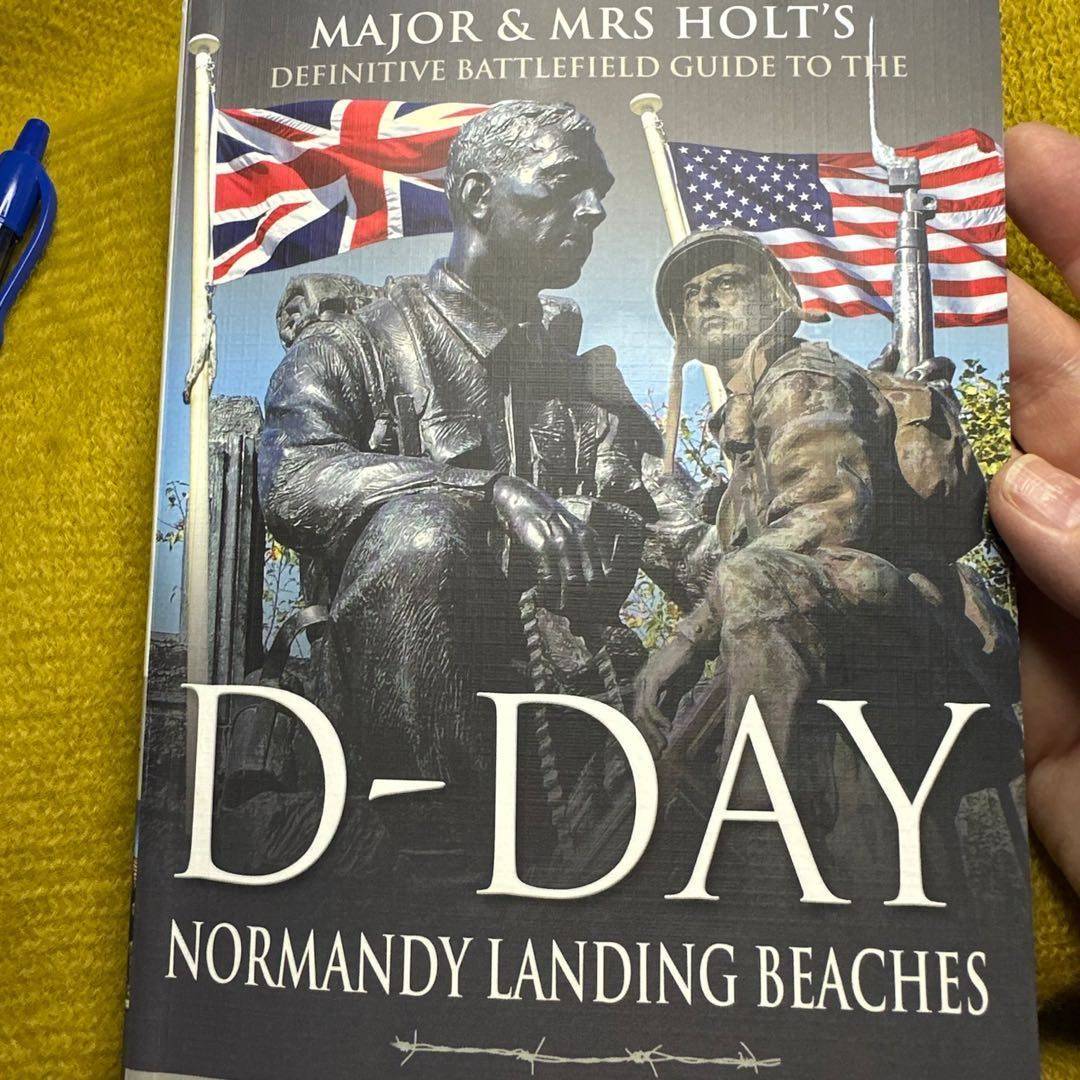 MAJOR & MRS HOLT'S
DEFINITIVE BATTLEFIELD GUIDE TO THE
D-DAY
NORMANDY LANDING BEACHES